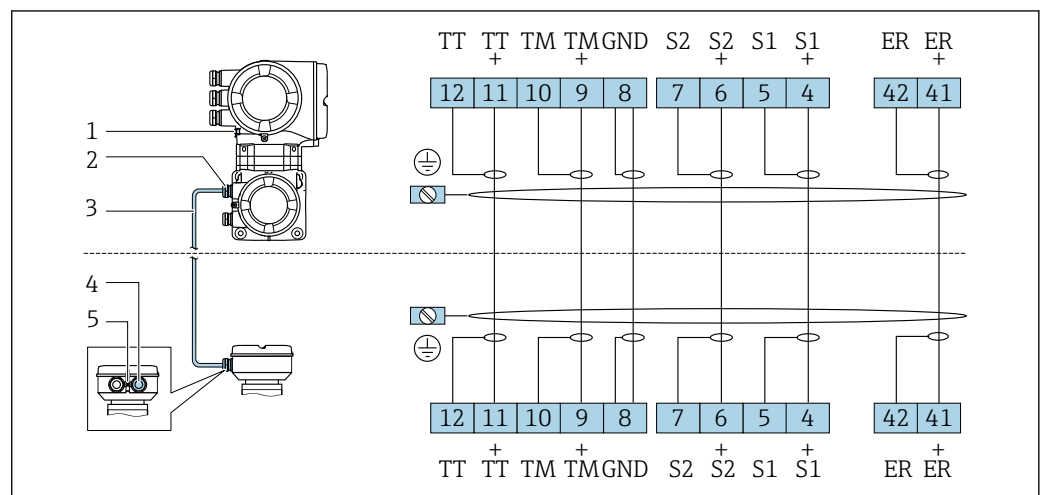 TT TT TM TM GND S2 S2 S1 S1 ER ER
+ + + + +
12 11 10 9 8 7 6 5 4 42 41
1
2
3
4
5
12 11 10 9 8 7 6 5 4 42 41
+ + + + +
TT TT TM TM GND S2 S2 S1 S1 ER ER